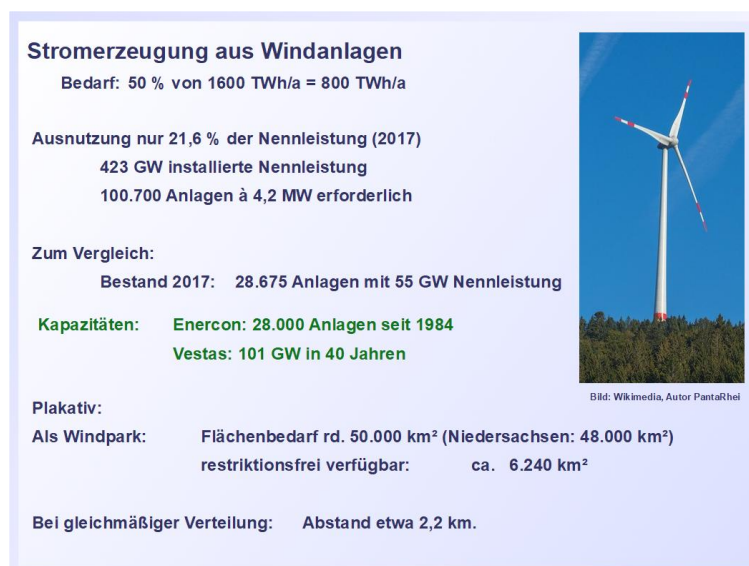 Stromerzeugung aus Windanlagen
Bedarf: 50 % von 1600 TWh/a = 800 TWh/a
Ausnutzung nur 21,6 % der Nennleistung (2017)
423 GW installierte Nennleistung
100.700 Anlagen à 4,2 MW erforderlich
Zum Vergleich:
Bestand 2017: 28.675 Anlagen mit 55 GW Nennleistung
Kapazitäten: Enercon: 28.000 Anlagen seit 1984
Vestas: 101 GW in 40 Jahren
Bild: Wikimedia, Autor PantaRhei
Plakativ:
Als Windpark: Flächenbedarf rd. 50.000 km² (Niedersachsen: 48.000 km²)
restriktionsfrei verfügbar: ca. 6.240 km²
Bei gleichmäßiger Verteilung: Abstand etwa 2,2 km.